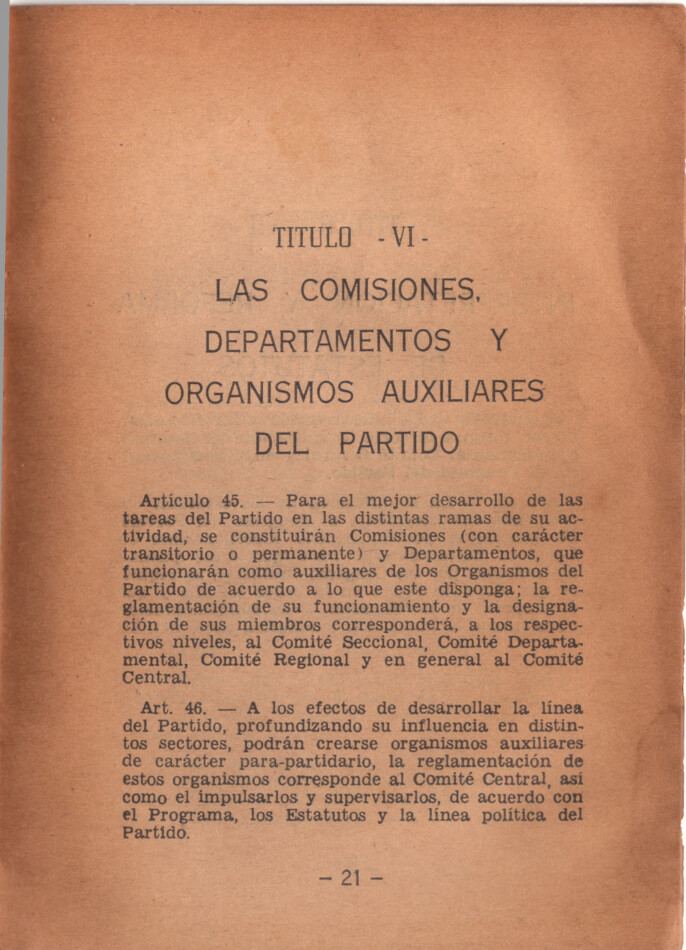 TITULO - VI -
LAS COMISIONES,
DEPARTAMENTOS Y
ORGANISMOS AUXILIARES
DEL PARTIDO
Artículo 45. — Para el mejor desarrollo de las
tareas del Partido en las distintas ramas de su ac-
tividad, se constituirán Comisiones (con carácter
transitorio o permanente) y Departamentos, que
funcionarán como auxiliares de los Organismos del
Partido de acuerdo a lo que este disponga; la re-
glamentación de su funcionamiento y la designa-
ción de sus miembros corresponderá, a los respec-
tivos niveles, al Comité Seccional, Comité Departa-
mental, Comité Regional y en general al Comité
Central.
Art. 46. — A los efectos de desarrollar la línea
del Partido, profundizando su influencia en distin-
tos sectores, podrán crearse organismos auxiliares
de carácter para-partidario, la reglamentación de
estos organismos corresponde al Comité Central, así
como el impulsarlos y supervisarlos, de acuerdo con
el Programa, los Estatutos y la línea política del
Partido.
— 21 —